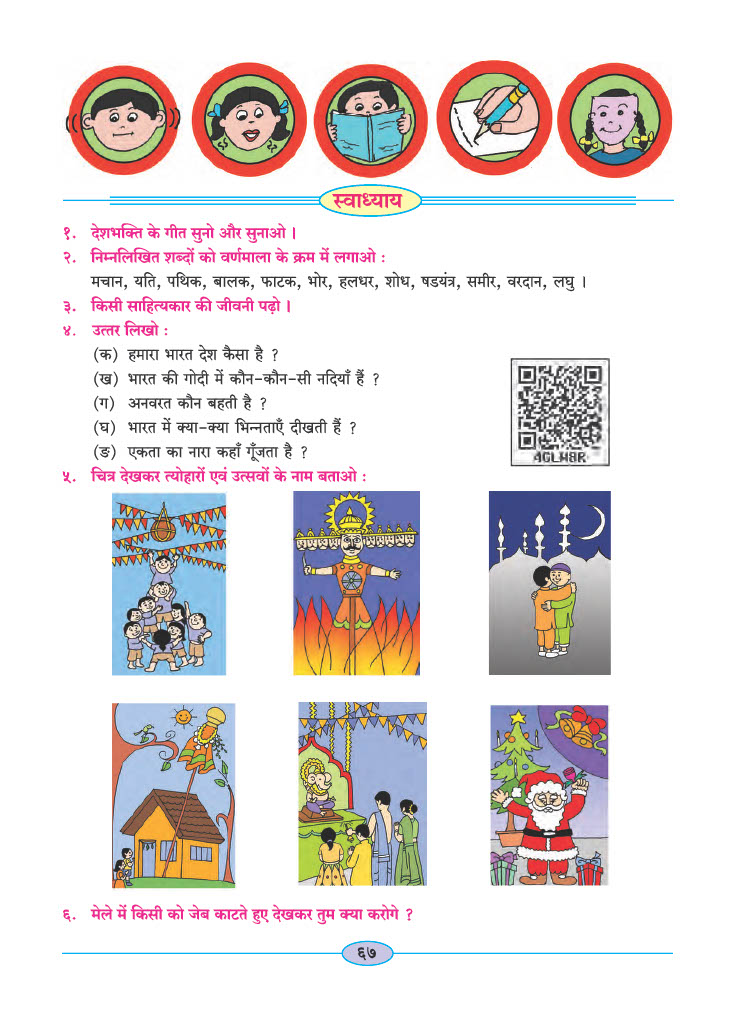 स्वाध्याय
१. देशभक्ति के गीत सुनो और सुनाओ ।
२. निम्नलिखित शब्दों को वर्णमाला के क्रम में लगाओ :
मचान, यति, पथिक, बालक, फाटक, भोर, हलधर, शोध, षडयंत्र, समीर, वरदान, लघु ।
३. किसी साहित्यकार की जीवनी पढ़ो ।
४. उत्तर लिखो :
(क) हमारा भारत देश कैसा है ?
(ख) भारत की गोदी में कौन-कौन-सी नदियाँ हैं ?
(ग) अनवरत कौन बहती है ?
(घ) भारत में क्या-क्या भिन्नताएँ दीखती हैं ?
(ङ) एकता का नारा कहाँ गूँजता है ?
4GLW8R
५. चित्र देखकर त्योहारों एवं उत्सवों के नाम बताओ :
६. मेले में किसी को जेब काटते हुए देखकर तुम क्या करोगे ?
६७